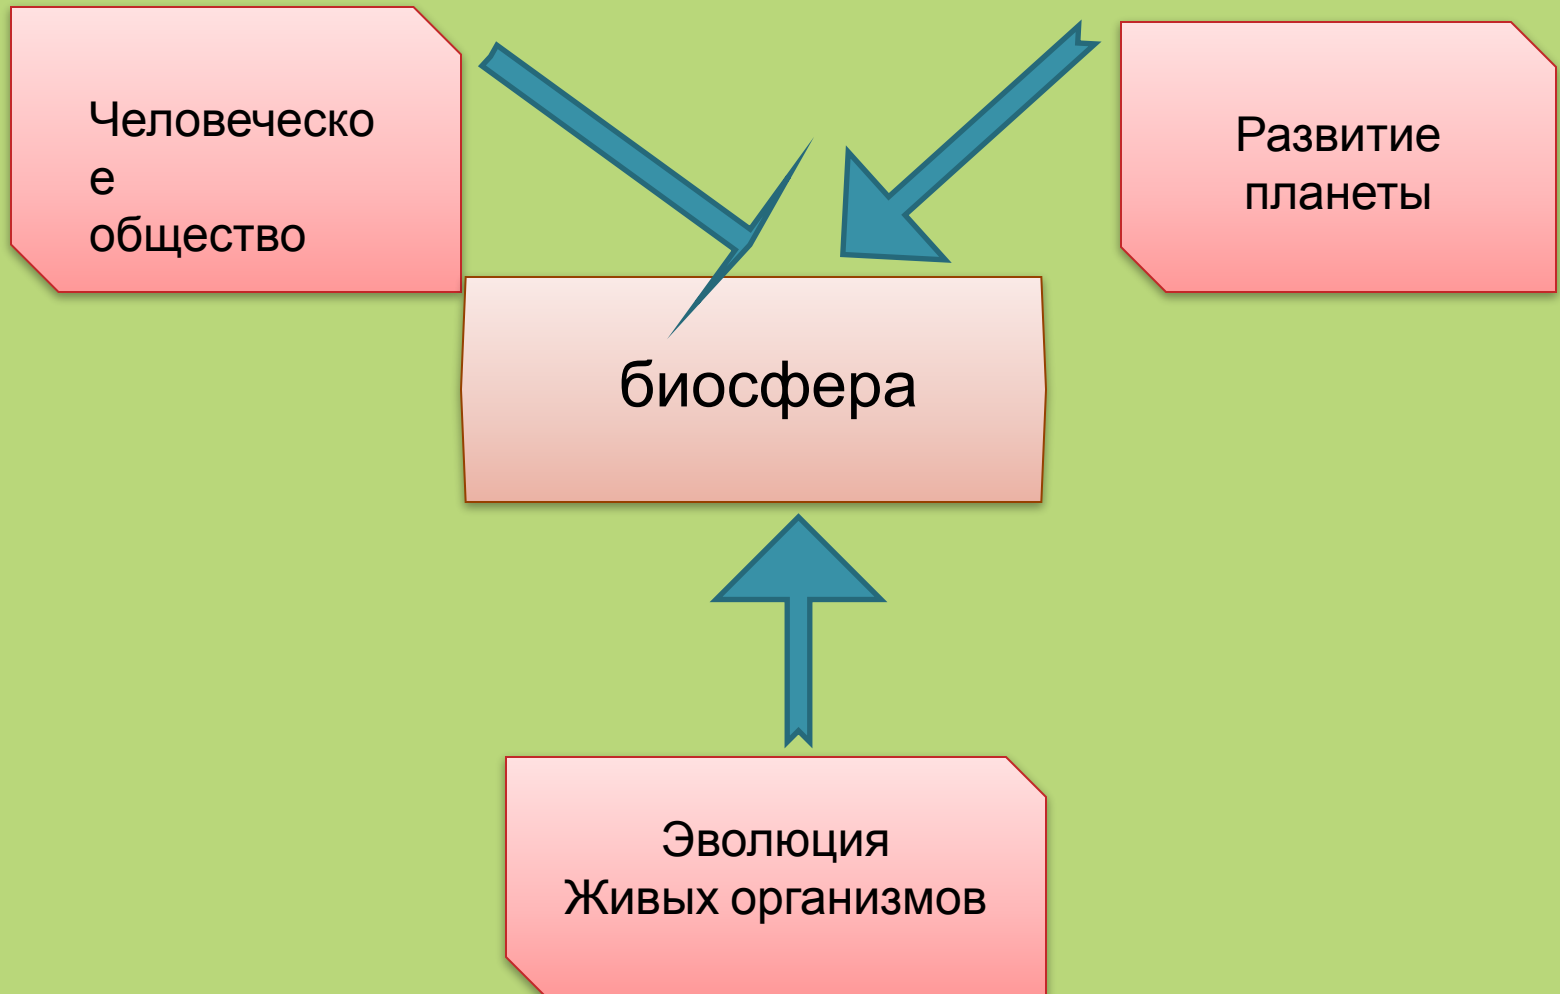 Человеческо
е
общество
Развитие
планеты
биосфера
Эволюция
Живых организмов